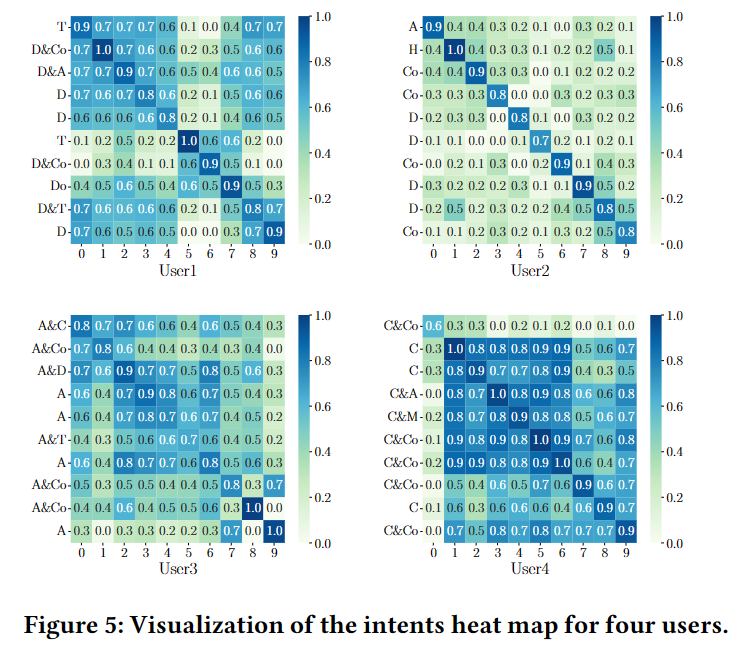 T 0.9 0.7 0.7 0.7 0.6 0.1 0.0 0.4 0.7 0.7
D&Co 0.7 1.0 0.7 0.6 0.6 0.2 0.3 0.5 0.6 0.6
D&A 0.7 0.7 0.9 0.7 0.6 0.5 0.4 0.6 0.6 0.5
D 0.7 0.6 0.7 0.8 0.6 0.2 0.1 0.5 0.6 0.6
D 0.6 0.6 0.6 0.6 0.8 0.2 0.1 0.4 0.6 0.5
T 0.1 0.2 0.5 0.2 0.2 1.0 0.6 0.6 0.2 0.0
D&Co 0.0 0.3 0.4 0.1 0.1 0.6 0.9 0.5 0.1 0.0
Do 0.4 0.5 0.6 0.5 0.4 0.6 0.5 0.9 0.5 0.3
D&T 0.7 0.6 0.6 0.6 0.6 0.2 0.1 0.5 0.8 0.7
D 0.7 0.6 0.5 0.6 0.5 0.0 0.0 0.3 0.7 0.9
0 1 2 3 4 5 6 7 8 9
User1
1.0
0.8
0.6
0.4
0.2
0.0
A 0.9 0.4 0.4 0.3 0.2 0.1 0.0 0.3 0.2 0.1
H 0.4 1.0 0.4 0.3 0.3 0.1 0.2 0.2 0.5 0.1
Co 0.4 0.4 0.9 0.3 0.3 0.0 0.1 0.2 0.2 0.2
Co 0.3 0.3 0.3 0.8 0.0 0.0 0.3 0.2 0.3 0.3
D 0.2 0.3 0.3 0.0 0.8 0.1 0.0 0.3 0.2 0.2
D 0.1 0.1 0.0 0.0 0.1 0.7 0.2 0.1 0.2 0.1
Co 0.0 0.2 0.1 0.3 0.0 0.2 0.9 0.1 0.4 0.3
D 0.3 0.2 0.2 0.2 0.3 0.1 0.1 0.9 0.5 0.2
D 0.2 0.5 0.2 0.3 0.2 0.2 0.4 0.5 0.8 0.5
Co 0.1 0.1 0.2 0.3 0.2 0.1 0.3 0.2 0.5 0.8
0 1 2 3 4 5 6 7 8 9
User2
1.0
0.8
0.6
0.4
0.2
0.0
A&C 0.8 0.7 0.7 0.6 0.6 0.4 0.6 0.5 0.4 0.3
A&Co 0.7 0.8 0.6 0.4 0.4 0.3 0.4 0.3 0.4 0.0
A&D 0.7 0.6 0.9 0.7 0.7 0.5 0.8 0.5 0.6 0.3
A 0.6 0.4 0.7 0.9 0.8 0.6 0.7 0.5 0.4 0.3
A 0.6 0.4 0.7 0.8 0.7 0.6 0.7 0.4 0.5 0.2
A&T 0.4 0.3 0.5 0.6 0.6 0.7 0.6 0.4 0.5 0.2
A 0.6 0.4 0.8 0.7 0.7 0.6 0.8 0.5 0.6 0.3
A&Co 0.5 0.3 0.5 0.5 0.4 0.4 0.5 0.8 0.3 0.7
A&Co 0.4 0.4 0.6 0.4 0.5 0.5 0.6 0.3 1.0 0.0
A 0.3 0.0 0.3 0.3 0.2 0.2 0.3 0.7 0.0 1.0
0 1 2 3 4 5 6 7 8 9
User3
1.0
0.8
0.6
0.4
0.2
0.0
C&Co 0.6 0.3 0.3 0.0 0.2 0.1 0.2 0.0 0.1 0.0
C 0.3 1.0 0.8 0.8 0.8 0.9 0.9 0.5 0.6 0.7
C 0.3 0.8 0.9 0.7 0.7 0.8 0.9 0.4 0.3 0.5
C&A 0.0 0.8 0.7 1.0 0.8 0.9 0.8 0.6 0.6 0.8
C&M 0.2 0.8 0.7 0.8 0.9 0.8 0.8 0.5 0.6 0.7
C&Co 0.1 0.9 0.8 0.9 0.8 1.0 0.9 0.7 0.6 0.8
C&Co 0.2 0.9 0.9 0.8 0.8 0.9 1.0 0.6 0.4 0.7
C&Co 0.0 0.5 0.4 0.6 0.5 0.7 0.6 0.9 0.6 0.7
C 0.1 0.6 0.3 0.6 0.6 0.6 0.4 0.6 0.9 0.7
C&Co 0.0 0.7 0.5 0.8 0.7 0.8 0.7 0.7 0.7 0.9
0 1 2 3 4 5 6 7 8 9
User4
1.0
0.8
0.6
0.4
0.2
0.0
Figure 5: Visualization of the intents heat map for four users.